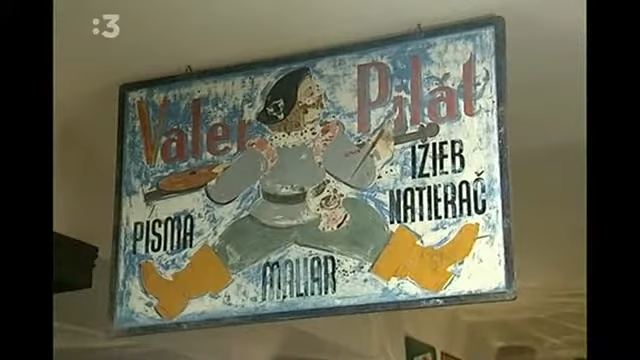 :3
Valer Pilát
IZIEB
NATIERAČ
PISMA
MALIAR